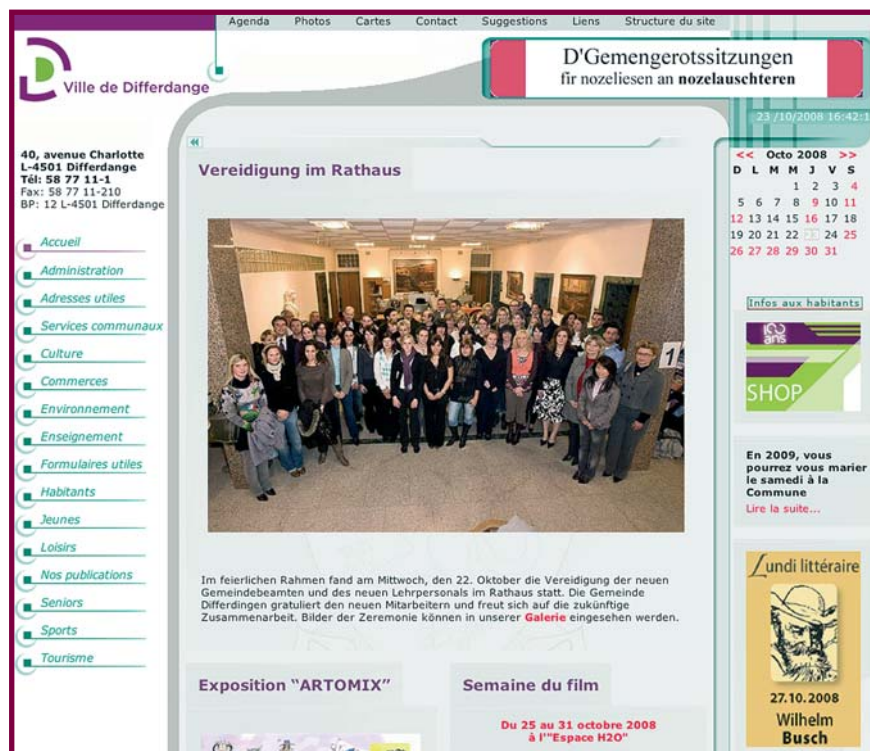 Agenda Photos Cartes Contact Suggestions Liens Structure du site
Ville de Differdange
D'Gemengerotssitzungen
fir nozeliesen an nozelauschteren
23 /10/2008 16:42:1
40, avenue Charlotte
L-4501 Differdange
Tél: 58 77 11-1
Fax: 58 77 11-210
BP: 12 L-4501 Differdange
Accueil
Administration
Adresses utiles
Services communaux
Culture
Commerces
Environnement
Enseignement
Formulaires utiles
Habitants
Jeunes
Loisirs
Nos publications
Seniors
Sports
Tourisme
Vereidigung im Rathaus
1
Im feierlichen Rahmen fand am Mittwoch, den 22. Oktober die Vereidigung der neuen
Gemeindebeamten und des neuen Lehrpersonals im Rathaus statt. Die Gemeinde
Differdingen gratuliert den neuen Mitarbeitern und freut sich auf die zukünftige
Zusammenarbeit. Bilder der Zeremonie können in unserer Galerie eingesehen werden.
Exposition “ARTOMIX”
Semaine du film
Du 25 au 31 octobre 2008
à l'"Espace H2O"
<< Octo 2008 >>
D L M M J V S
1 2 3 4
5 6 7 8 9 10 11
12 13 14 15 16 17 18
19 20 21 22 24 25
26 27 28 29 30 31
Infos aux habitants
100
ans
SHOP
En 2009, vous
pourrez vous marier
le samedi à la
Commune
Lire la suite...
Lundi littéraire
27.10.2008
Wilhelm
Busch